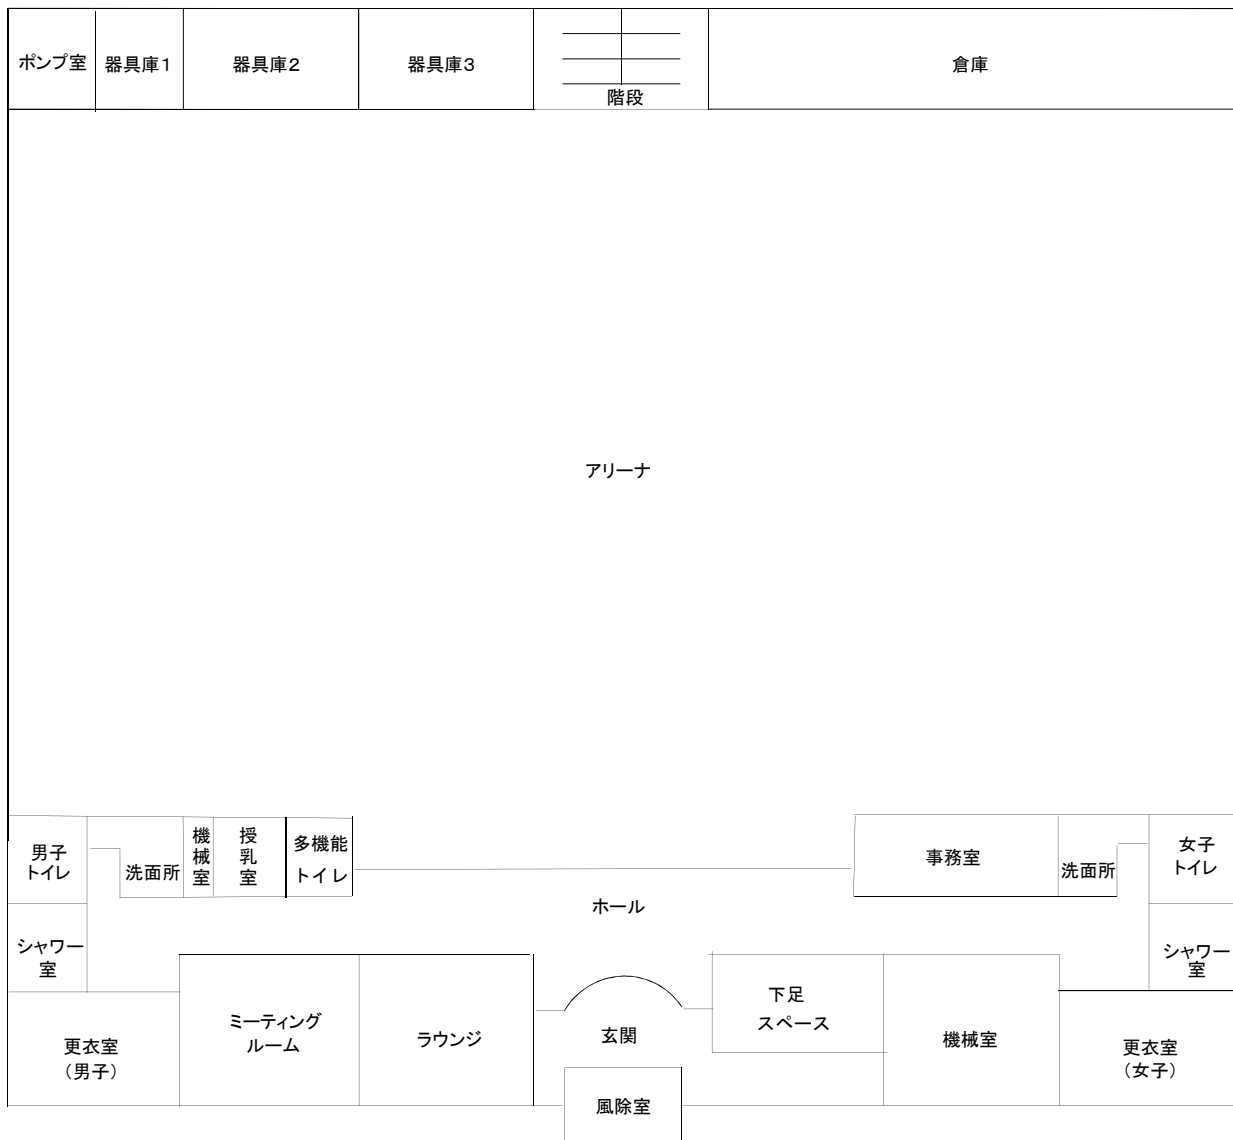 ポンプ室
器具庫1
器具庫2
器具庫3
階段
倉庫
アリーナ
男子
トイレ
洗面所
機械室
授乳室
多機能
トイレ
事務室
洗面所
女子
トイレ
ホール
シャワー
室
シャワー
室
ミーティング
ルーム
ラウンジ
玄関
下足
スペース
機械室
更衣室
（男子）
更衣室
（女子）
風除室